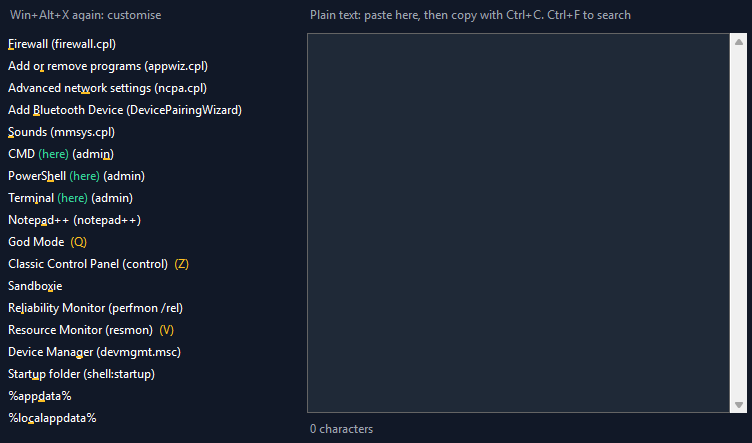 Win+Alt+X again: customise
Firewall (firewall.cpl)
Add or remove programs (appwiz.cpl)
Advanced network settings (ncpa.cpl)
Add Bluetooth Device (DevicePairingWizard)
Sounds (mmsys.cpl)
CMD (here) (admin)
PowerShell (here) (admin)
Terminal (here) (admin)
Notepad++ (notepad++)
God Mode (Q)
Classic Control Panel (control) (Z)
Sandboxie
Reliability Monitor (perfmon /rel)
Resource Monitor (resmon) (V)
Device Manager (devmgmt.msc)
Startup folder (shell:startup)
%appdata%
%localappdata%
Plain text: paste here, then copy with Ctrl+C. Ctrl+F to search
0 characters